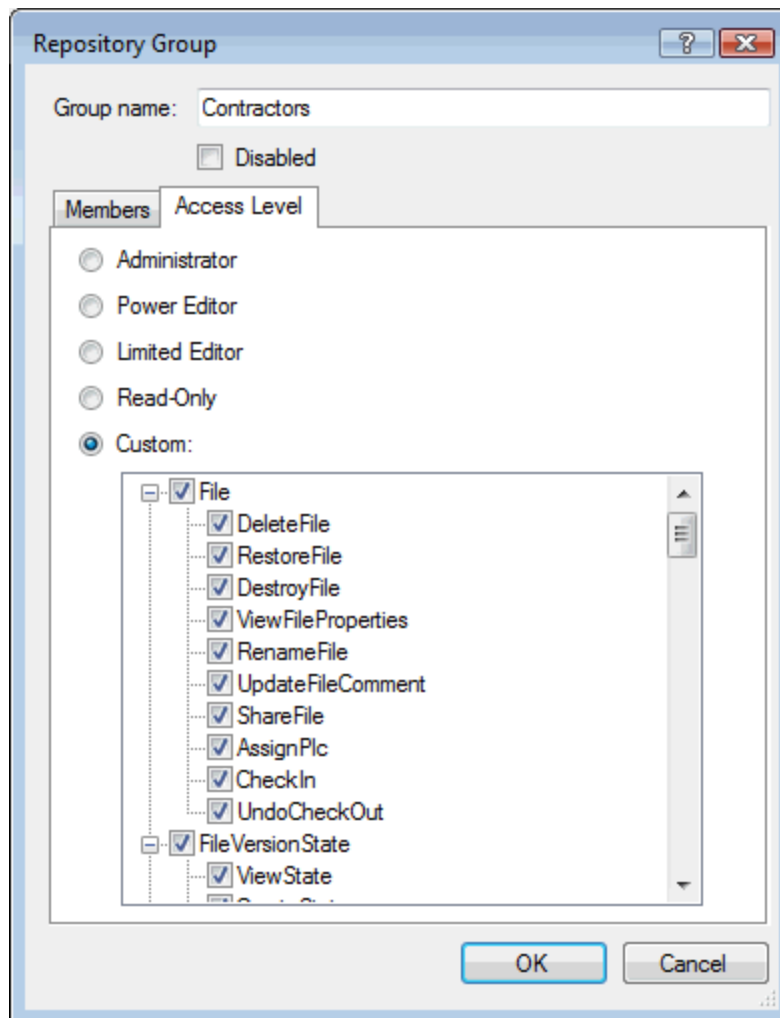 Repository Group
Group name: Contractors
Disabled
Members Access Level
Administrator
Power Editor
Limited Editor
Read-Only
Custom:
File
DeleteFile
RestoreFile
DestroyFile
ViewFileProperties
RenameFile
UpdateFileComment
ShareFile
AssignPlc
CheckIn
UndoCheckOut
FileVersionState
ViewState
OK Cancel